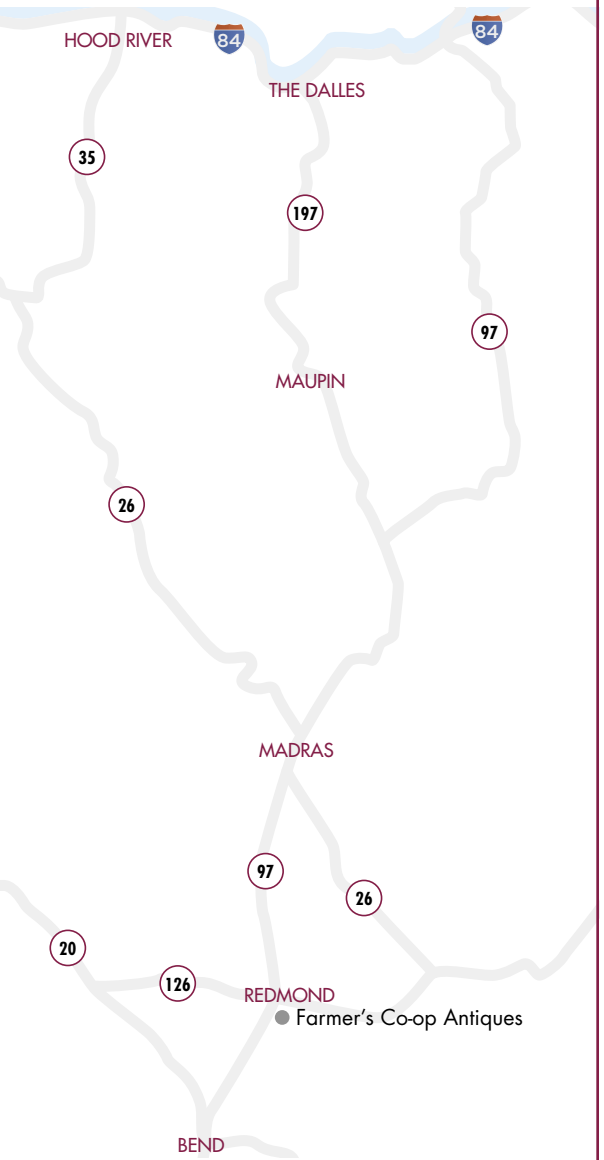 HOOD RIVER
84
84
THE DALLES
35
197
97
MAUPIN
26
MADRAS
97
26
20
126
REDMOND
Farmer’s Co-op Antiques
BEND